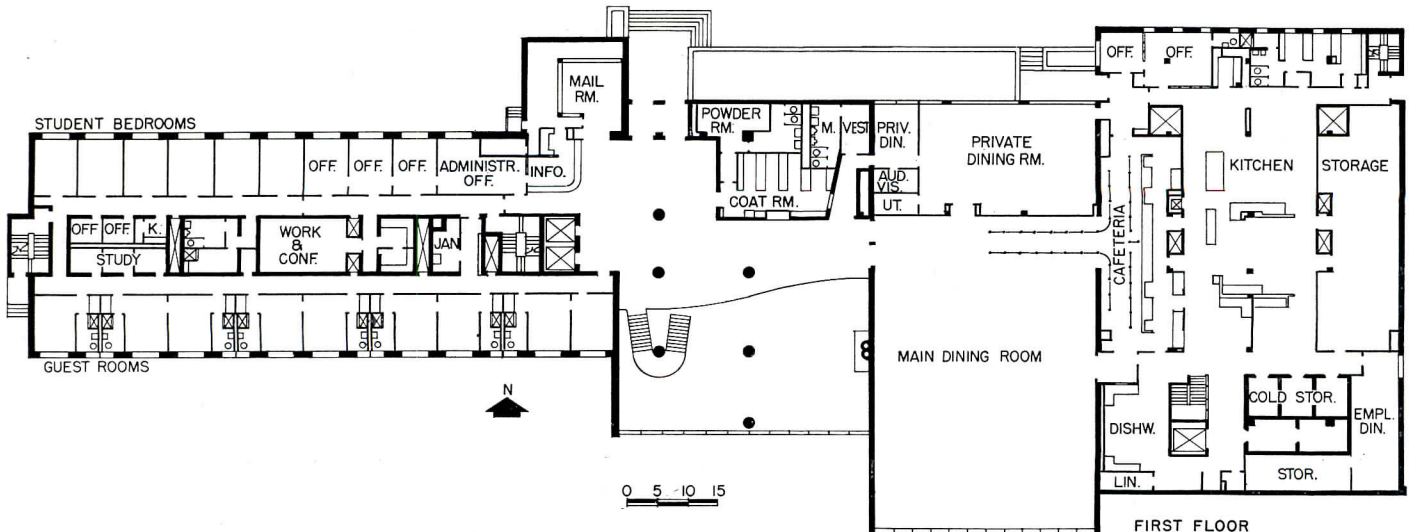 STUDENT BEDROOMS
OFF.
OFF.
OFF.
ADMINISTR.
OFF.
INFO.
MAIL
RM.
OFF
OFF.
K.
STUDY
WORK
&
CONF.
JAN
GUEST ROOMS
N
POWDER
RM.
M.
VEST
COAT RM.
PRIV.
DIN.
AUD.
VIS.
UT.
PRIVATE
DINING RM.
MAIN DINING ROOM
CAFETERIA
OFF.
OFF.
KITCHEN
STORAGE
COLD STOR.
EMPL.
DIN.
DISHW.
LIN.
STOR.
0 5 10 15
FIRST FLOOR